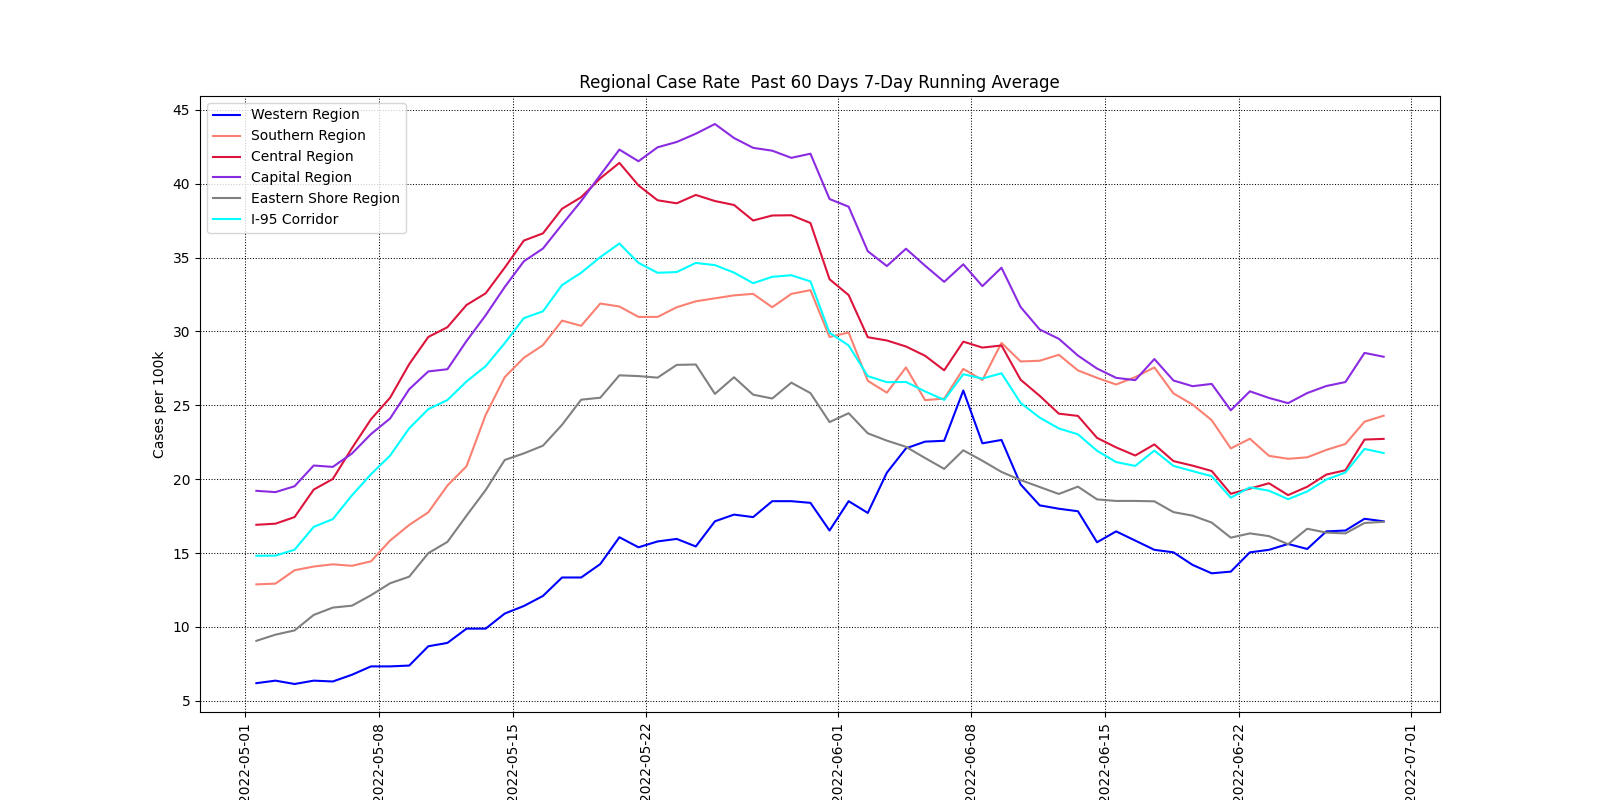 Regional Case Rate  Past 60 Days 7-Day Running Average
Western Region
Southern Region
Central Region
Capital Region
Eastern Shore Region
I-95 Corridor
Cases per 100k
45
40
35
30
25
20
15
10
5
2022-05-01
2022-05-08
2022-05-15
2022-05-22
2022-06-01
2022-06-08
2022-06-15
2022-06-22
2022-07-01